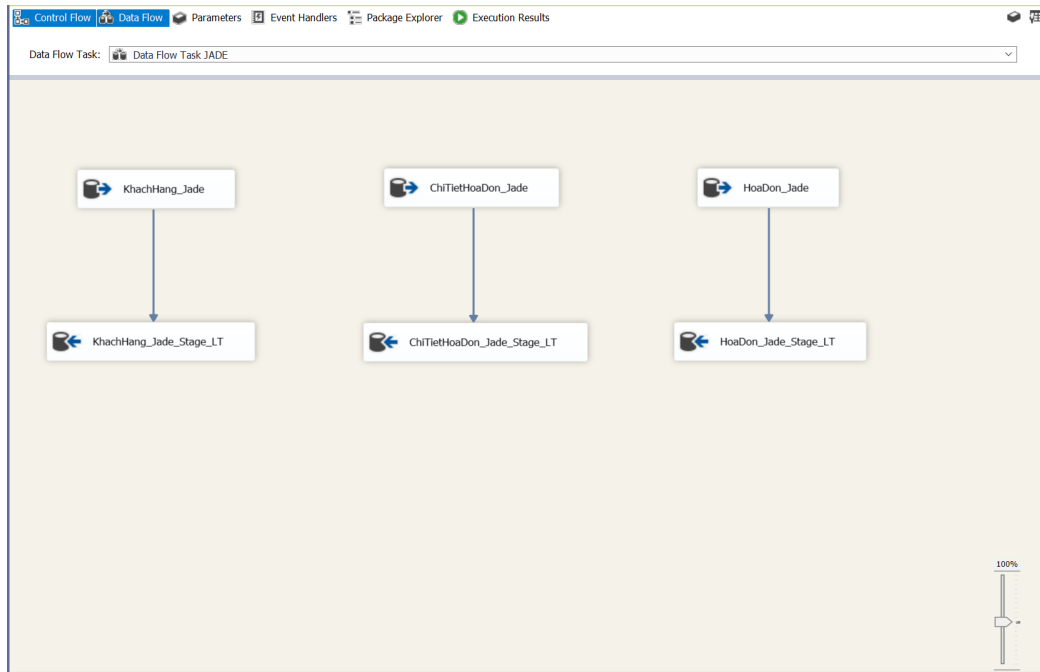 Control Flow Data Flow Parameters Event Handlers Package Explorer Execution Results
Data Flow Task: Data Flow Task JADE
KhachHang_Jade ChiTietHoaDon_Jade HoaDon_Jade
KhachHang_Jade_Stage_LT ChiTietHoaDon_Jade_Stage_LT HoaDon_Jade_Stage_LT
100%